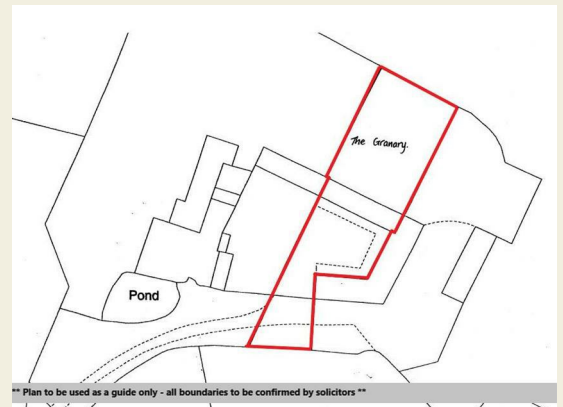 The Granary.
Pond
** Plan to be used as a guide only - all boundaries to be confirmed by solicitors **